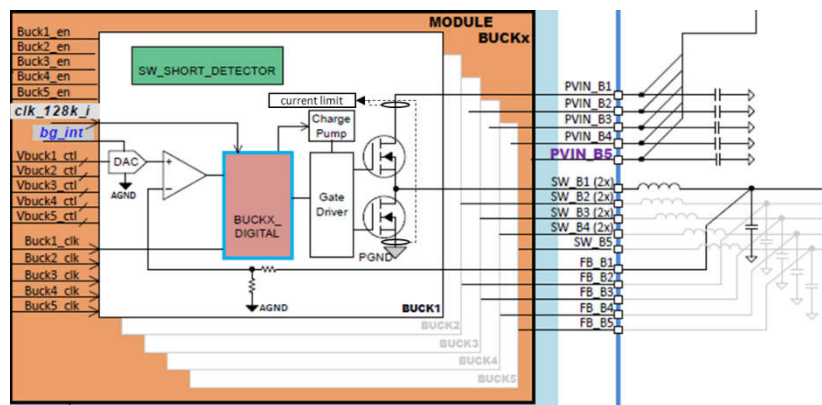 MODULE
BUCKx
Buck1_en
Buck2_en
Buck3_en
Buck4_en
Buck5_en
clk_128k_i
bg_int
Vbuck1_ctl
Vbuck2_ctl
Vbuck3_ctl
Vbuck4_ctl
Vbuck5_ctl
Buck1_clk
Buck2_clk
Buck3_clk
Buck4_clk
Buck5_clk
SW_SHORT_DETECTOR
current limit
Charge
Pump
DAC
AGND
+
−
BUCKX_
DIGITAL
Gate
Driver
PGND
AGND
BUCK1
BUCK2
BUCK3
BUCK4
BUCK5
PVIN_B1
PVIN_B2
PVIN_B3
PVIN_B4
PVIN_B5
SW_B1 (2x)
SW_B2 (2x)
SW_B3 (2x)
SW_B4 (2x)
SW_B5
FB_B1
FB_B2
FB_B3
FB_B4
FB_B5